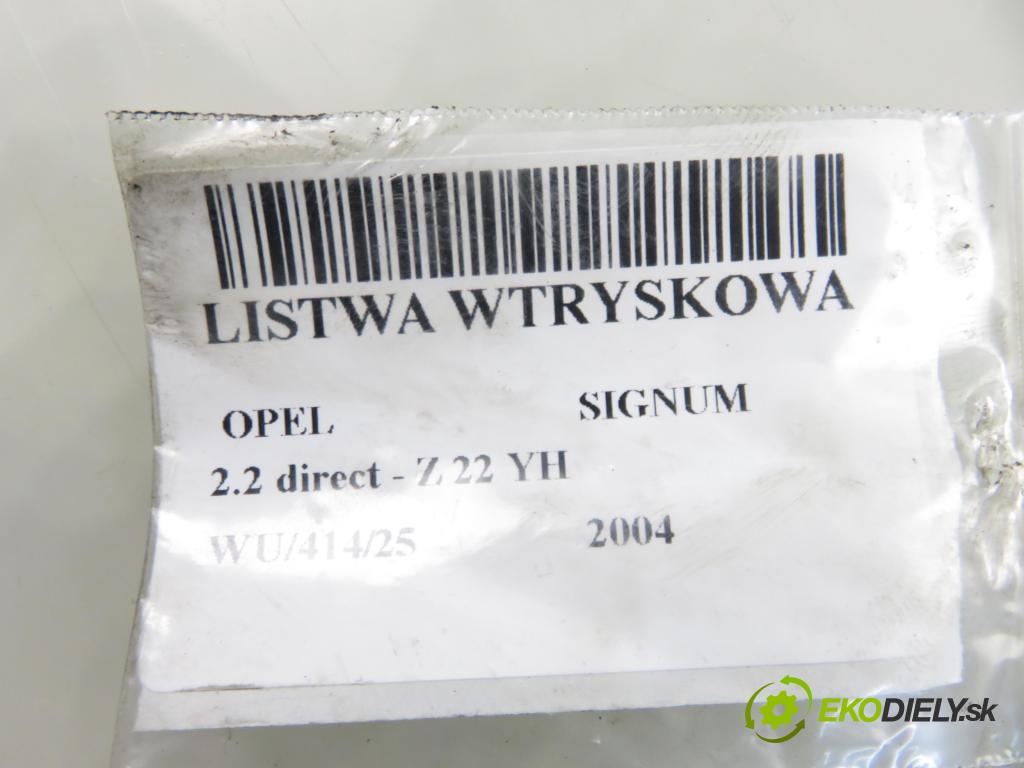 LISTWA WTRYSKOWA
OPEL SIGNUM
2.2 direct - Z 22 YH
WU/414/25 2004
EKODIELY.sk